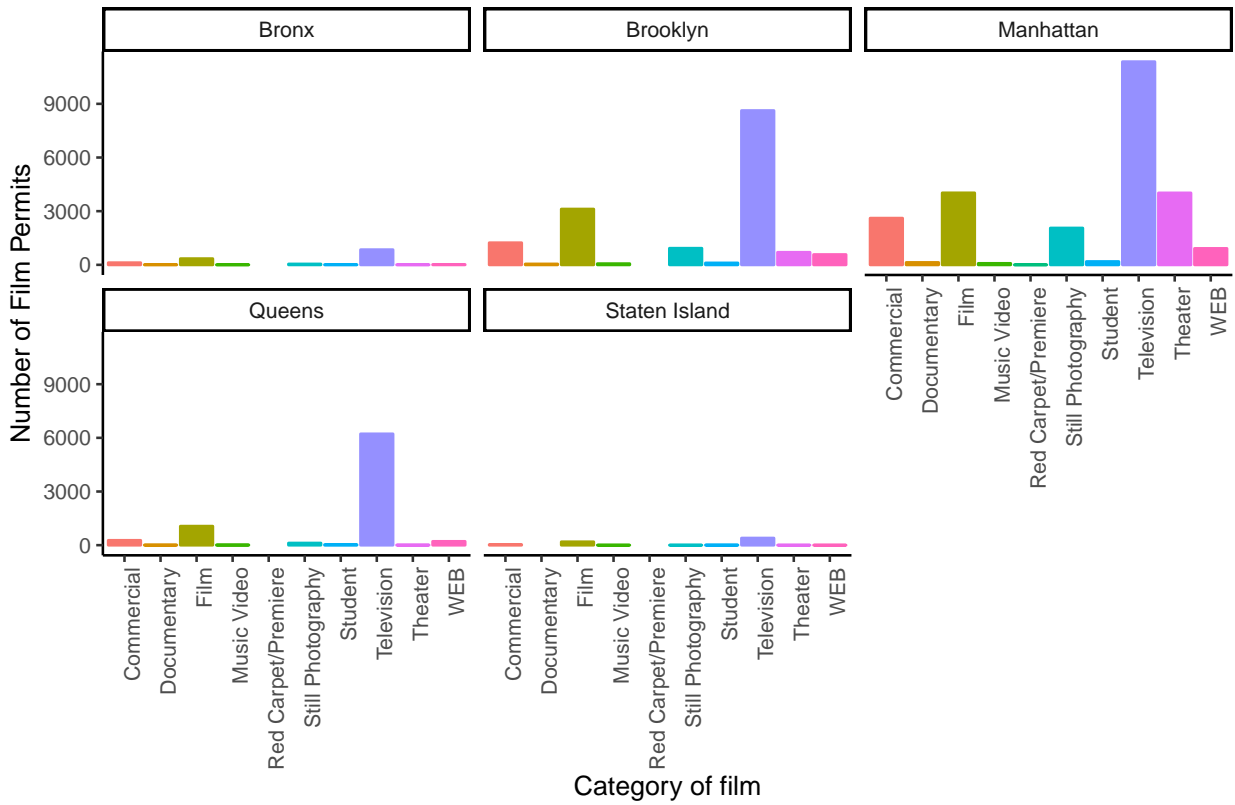 Bronx
Brooklyn
Manhattan
Number of Film Permits
9000
6000
3000
0
Commercial
Documentary
Film
Music Video
Red Carpet/Premiere
Still Photography
Student
Television
Theater
WEB
Queens
Staten Island
9000
6000
3000
0
Commercial
Documentary
Film
Music Video
Red Carpet/Premiere
Still Photography
Student
Television
Theater
WEB
Commercial
Documentary
Film
Music Video
Red Carpet/Premiere
Still Photography
Student
Television
Theater
WEB
Category of film